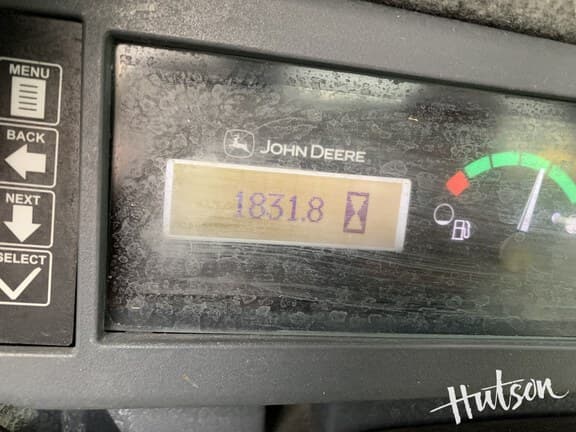 MENU
BACK
NEXT
SELECT
JOHN DEERE
1831.8
Hutson